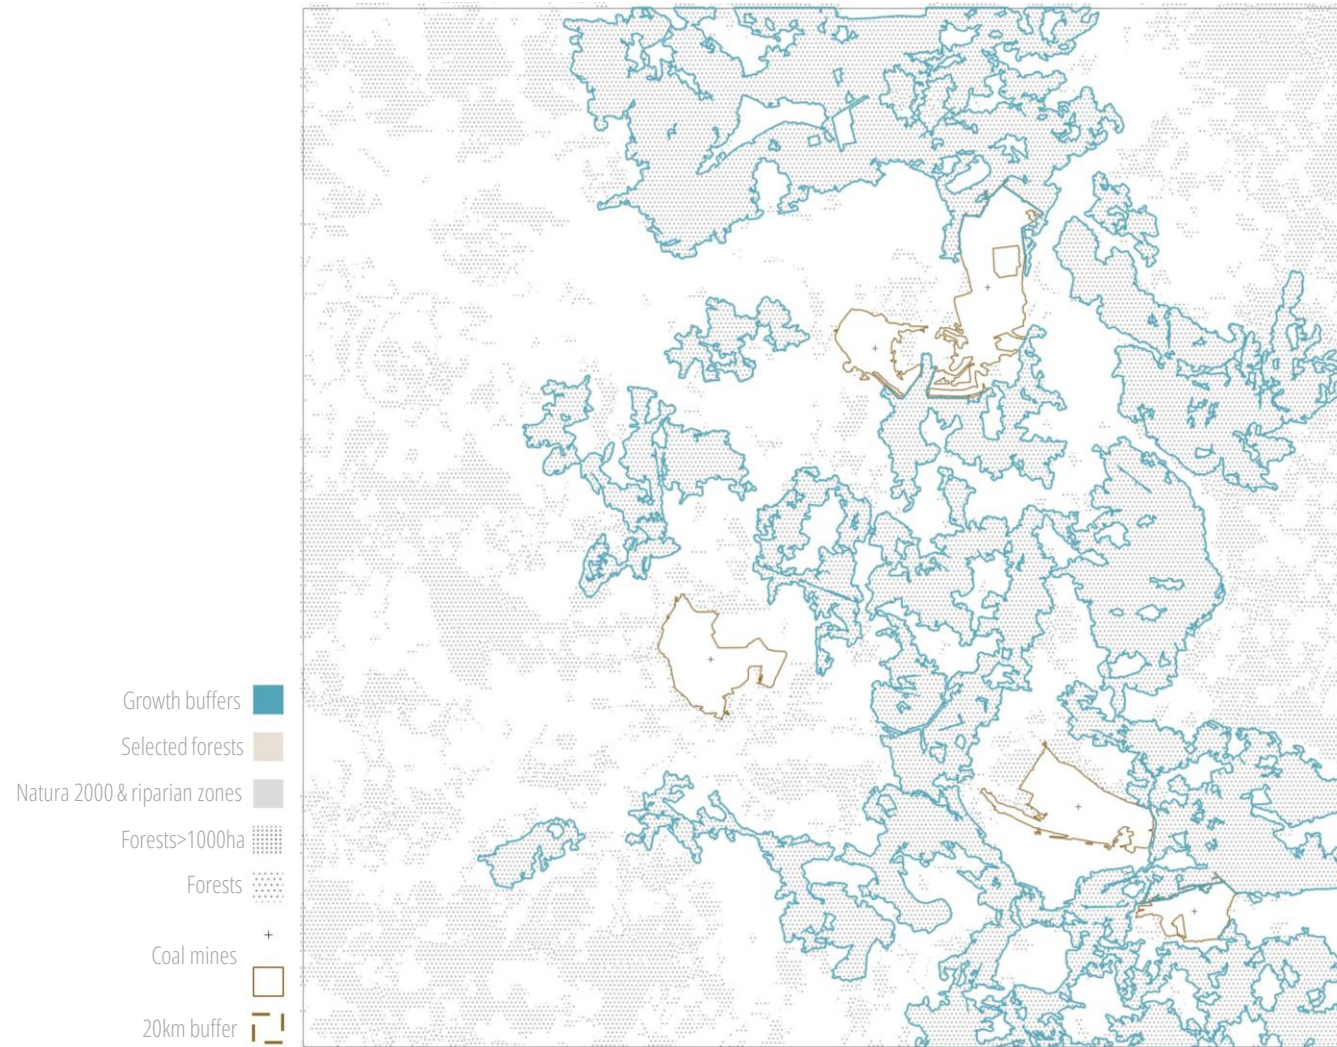 Growth buffers
Selected forests
Natura 2000 & riparian zones
Forests>1000ha
Forests
Coal mines
20km buffer